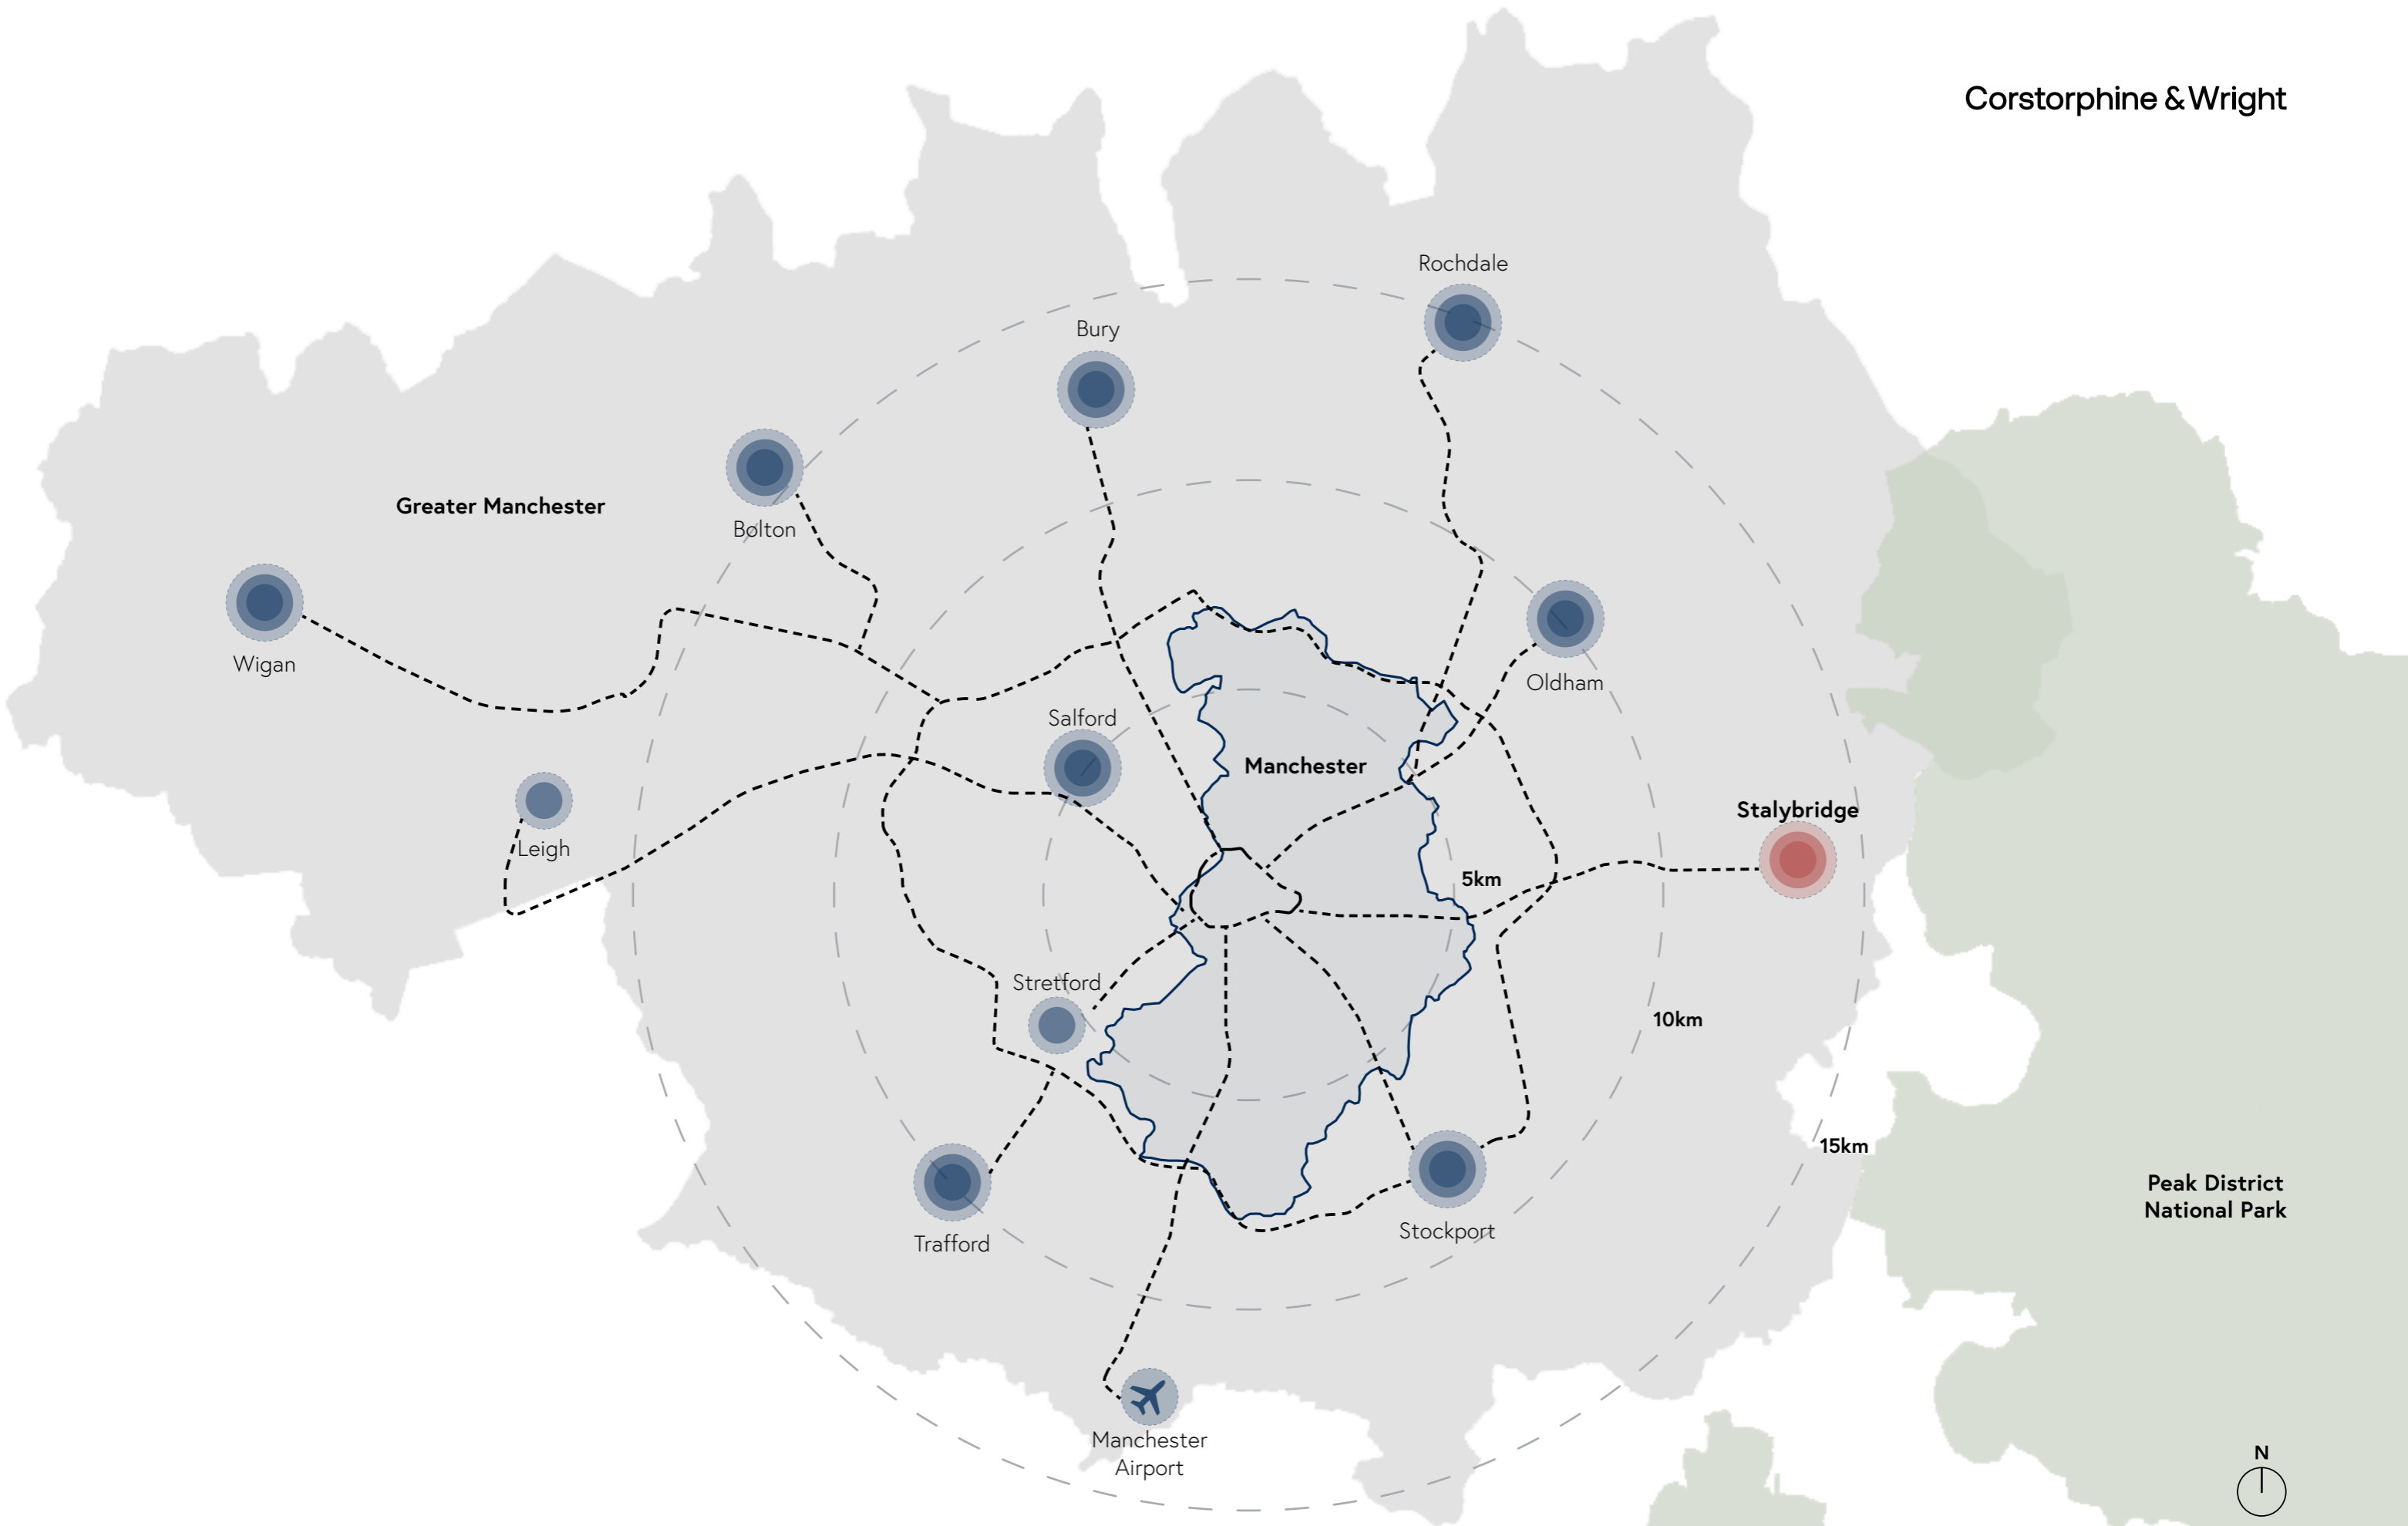 Corstorphine & Wright
Rochdale
Bury
Greater Manchester
Bolton
Wigan
Oldham
Salford
Manchester
Stalybridge
Leigh
5km
Stretford
10km
15km
Peak District
National Park
Stockport
Trafford
Manchester
Airport
N